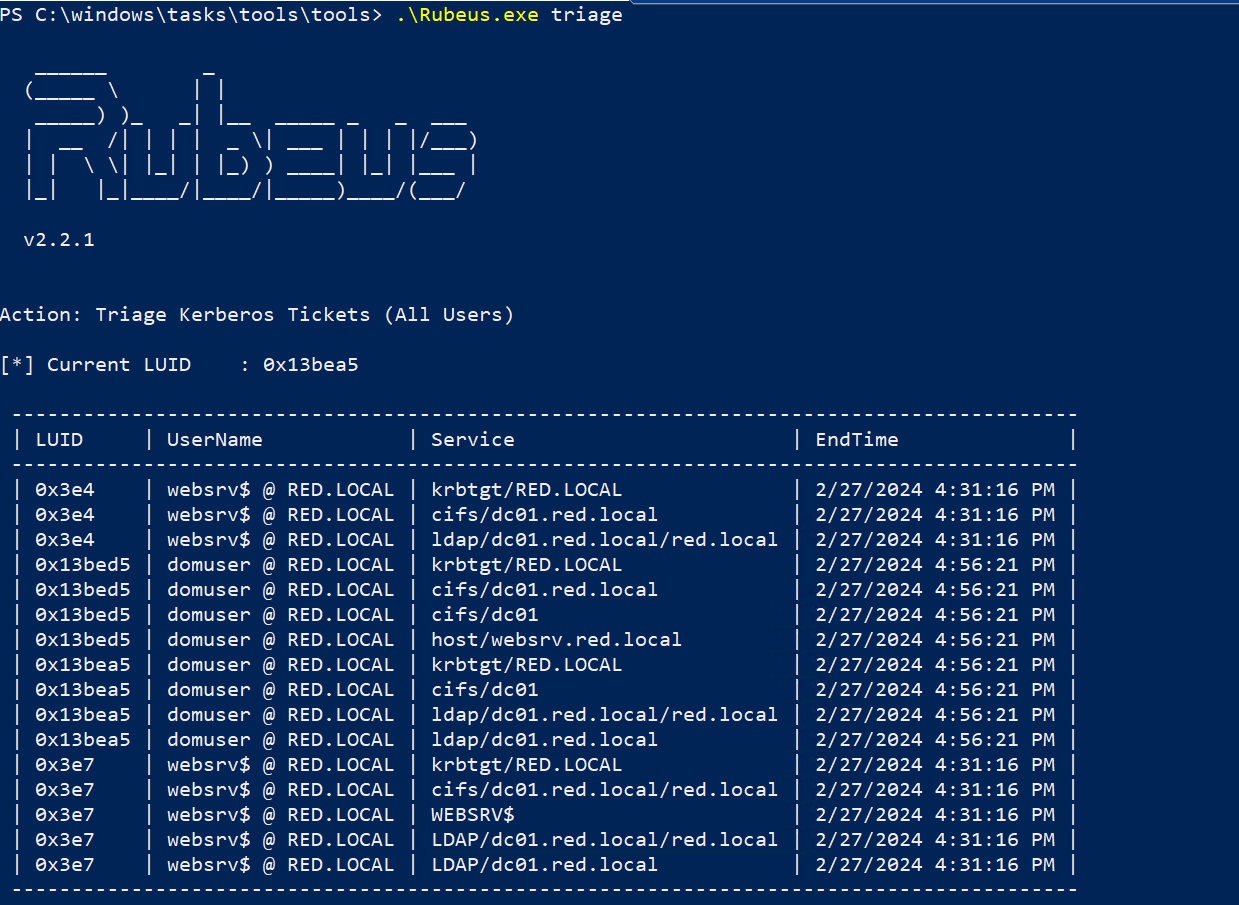 PS C:\windows\tasks\tools\tools> .\Rubeus.exe triage
v2.2.1
Action: Triage Kerberos Tickets (All Users)
[*] Current LUID    : 0x13bea5
| LUID     | UserName            | Service                       | EndTime              |
| 0x3e4    | websrv$ @ RED.LOCAL | krbtgt/RED.LOCAL              | 2/27/2024 4:31:16 PM |
| 0x3e4    | websrv$ @ RED.LOCAL | cifs/dc01.red.local           | 2/27/2024 4:31:16 PM |
| 0x3e4    | websrv$ @ RED.LOCAL | ldap/dc01.red.local/red.local | 2/27/2024 4:31:16 PM |
| 0x13bed5 | domuser @ RED.LOCAL | krbtgt/RED.LOCAL              | 2/27/2024 4:56:21 PM |
| 0x13bed5 | domuser @ RED.LOCAL | cifs/dc01.red.local           | 2/27/2024 4:56:21 PM |
| 0x13bed5 | domuser @ RED.LOCAL | cifs/dc01                     | 2/27/2024 4:56:21 PM |
| 0x13bed5 | domuser @ RED.LOCAL | host/websrv.red.local         | 2/27/2024 4:56:21 PM |
| 0x13bea5 | domuser @ RED.LOCAL | krbtgt/RED.LOCAL              | 2/27/2024 4:56:21 PM |
| 0x13bea5 | domuser @ RED.LOCAL | cifs/dc01                     | 2/27/2024 4:56:21 PM |
| 0x13bea5 | domuser @ RED.LOCAL | ldap/dc01.red.local/red.local | 2/27/2024 4:56:21 PM |
| 0x13bea5 | domuser @ RED.LOCAL | ldap/dc01.red.local           | 2/27/2024 4:56:21 PM |
| 0x3e7    | websrv$ @ RED.LOCAL | krbtgt/RED.LOCAL              | 2/27/2024 4:31:16 PM |
| 0x3e7    | websrv$ @ RED.LOCAL | cifs/dc01.red.local/red.local | 2/27/2024 4:31:16 PM |
| 0x3e7    | websrv$ @ RED.LOCAL | WEBSRV$                       | 2/27/2024 4:31:16 PM |
| 0x3e7    | websrv$ @ RED.LOCAL | LDAP/dc01.red.local/red.local | 2/27/2024 4:31:16 PM |
| 0x3e7    | websrv$ @ RED.LOCAL | LDAP/dc01.red.local           | 2/27/2024 4:31:16 PM |